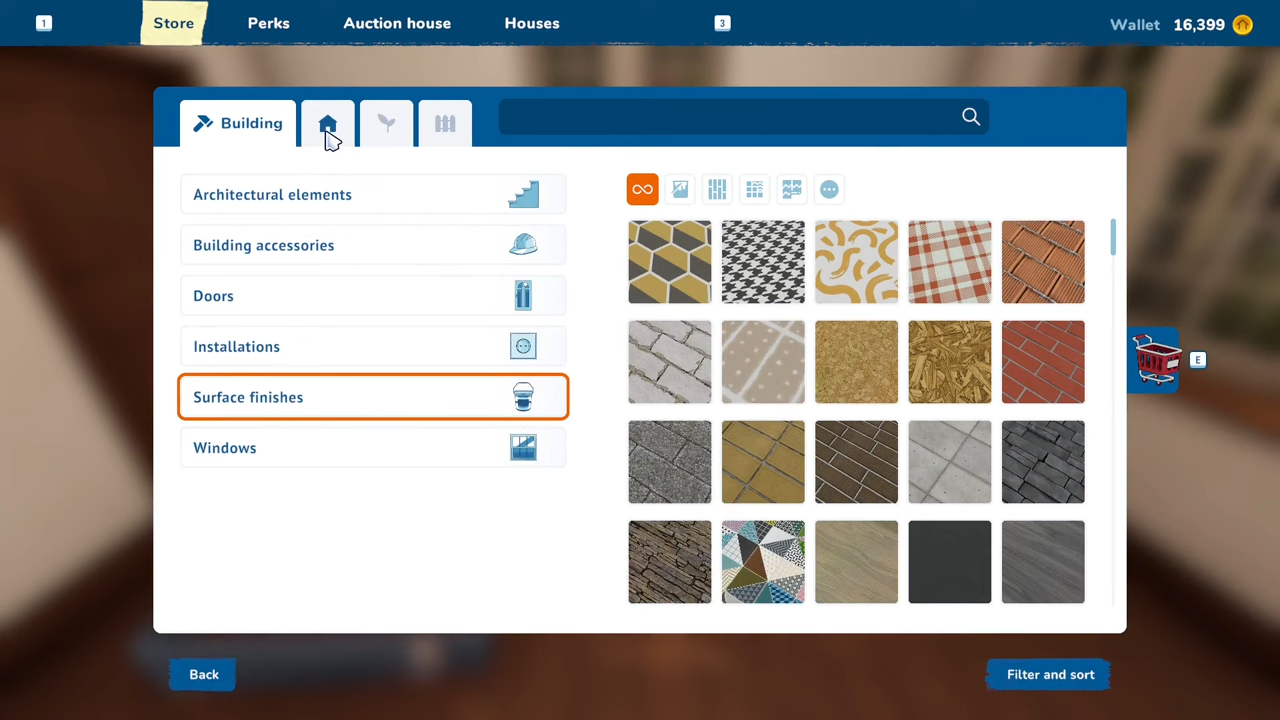 1
Store
Perks
Auction house
Houses
3
Wallet 16,399
Building
Architectural elements
Building accessories
Doors
Installations
Surface finishes
Windows
E
Back
Filter and sort